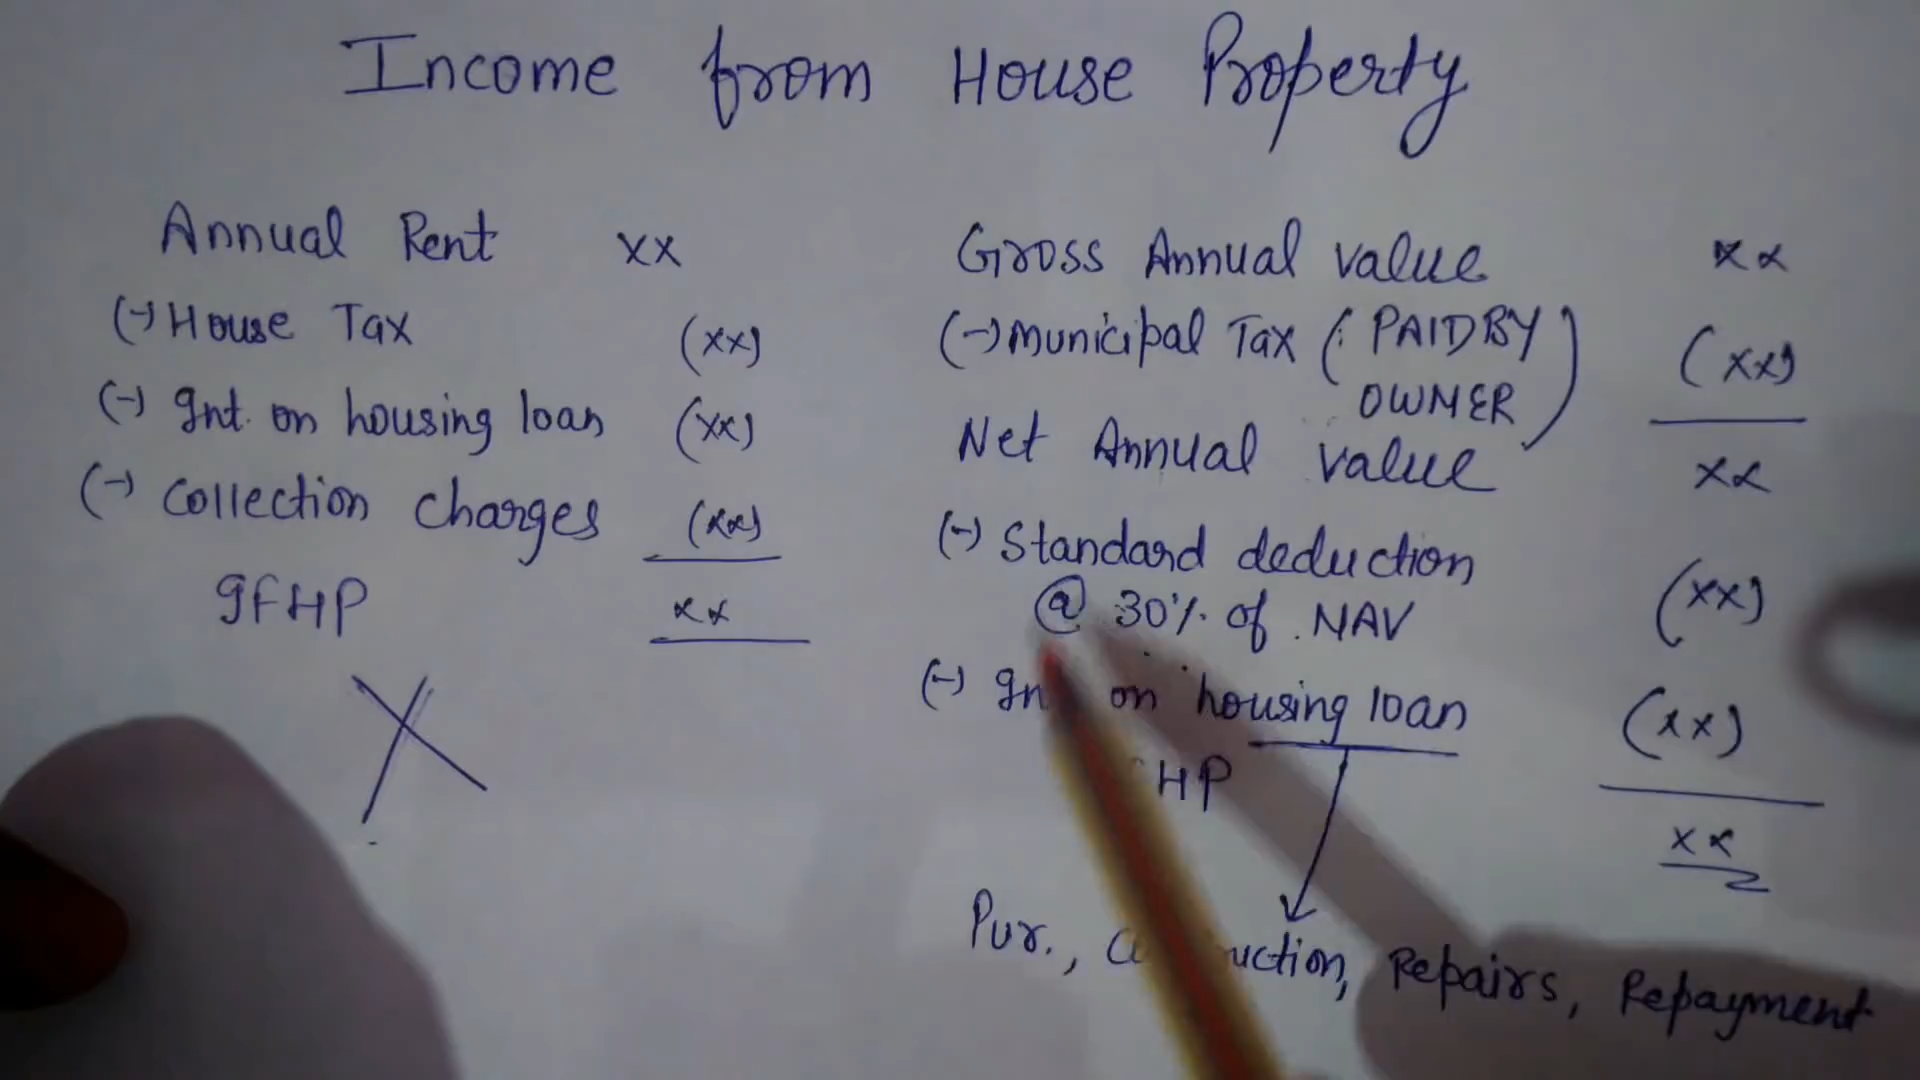 Income from House Property
Annual Rent xx
(-) House Tax (xx)
(-) Int. on housing loan (xx)
(-) Collection Charges (xx)
IFHP xx
Gross Annual Value xx
(-) Municipal Tax (PAID BY OWNER) (xx)
Net Annual Value xx
(-) Standard deduction
@ 30% of NAV (xx)
(-) on housing loan (xx)
HP xx
Pur., Repairs, Repayment